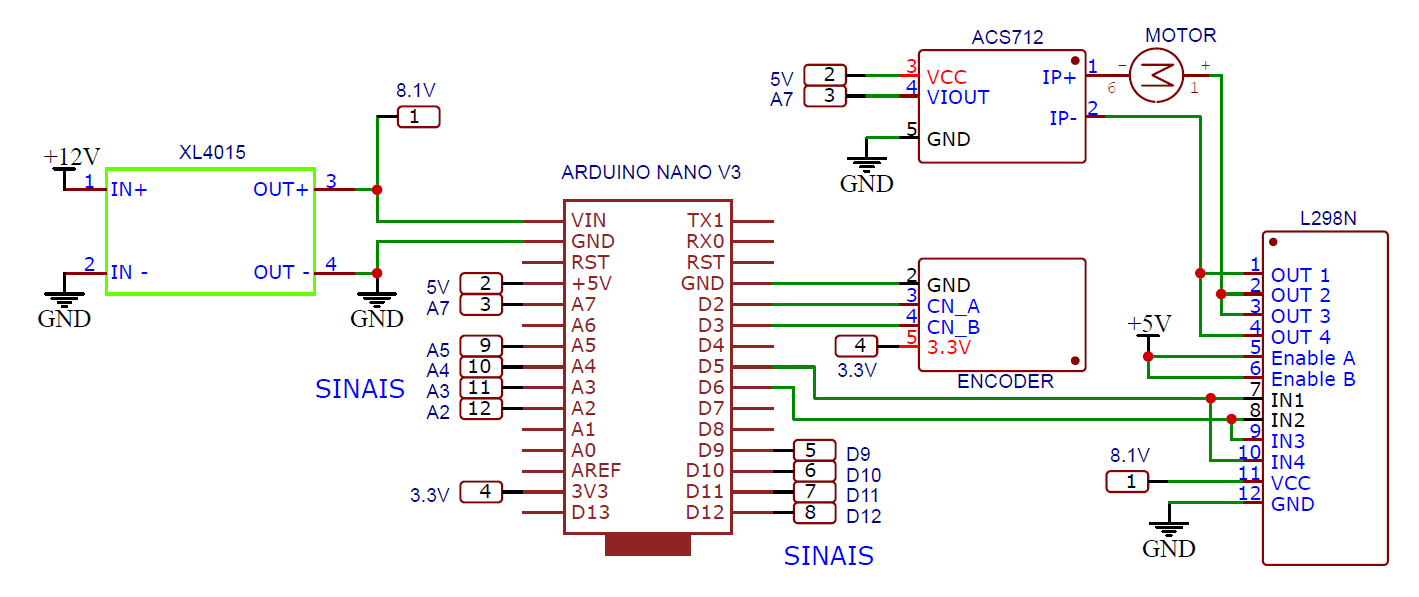 8.1V
1
+12V
XL4015
1 IN+
OUT+ 3
2 IN -
OUT - 4
GND
GND
ARDUINO NANO V3
VIN
GND
RST
+5V
A7
A6
A5
A4
A3
A2
A1
A0
AREF
3V3
D13
TX1
RX0
RST
GND
D2
D3
D4
D5
D6
D7
D8
D9
D10
D11
D12
5V 2
A7 3
A5 9
A4 10
A3 11
A2 12
SINAIS
3.3V 4
5 D9
6 D10
7 D11
8 D12
SINAIS
ACS712
5V 2
A7 3
3 VCC
4 VIOUT
5 GND
GND
IP+ 1
IP- 2
MOTOR
- +
6 1
2 GND
3 CN_A
4 CN_B
5 3.3V
4
3.3V
ENCODER
L298N
1 OUT 1
2 OUT 2
3 OUT 3
4 OUT 4
5 Enable A
6 Enable B
7 IN1
8 IN2
9 IN3
10 IN4
11 VCC
12 GND
+5V
8.1V
1
GND